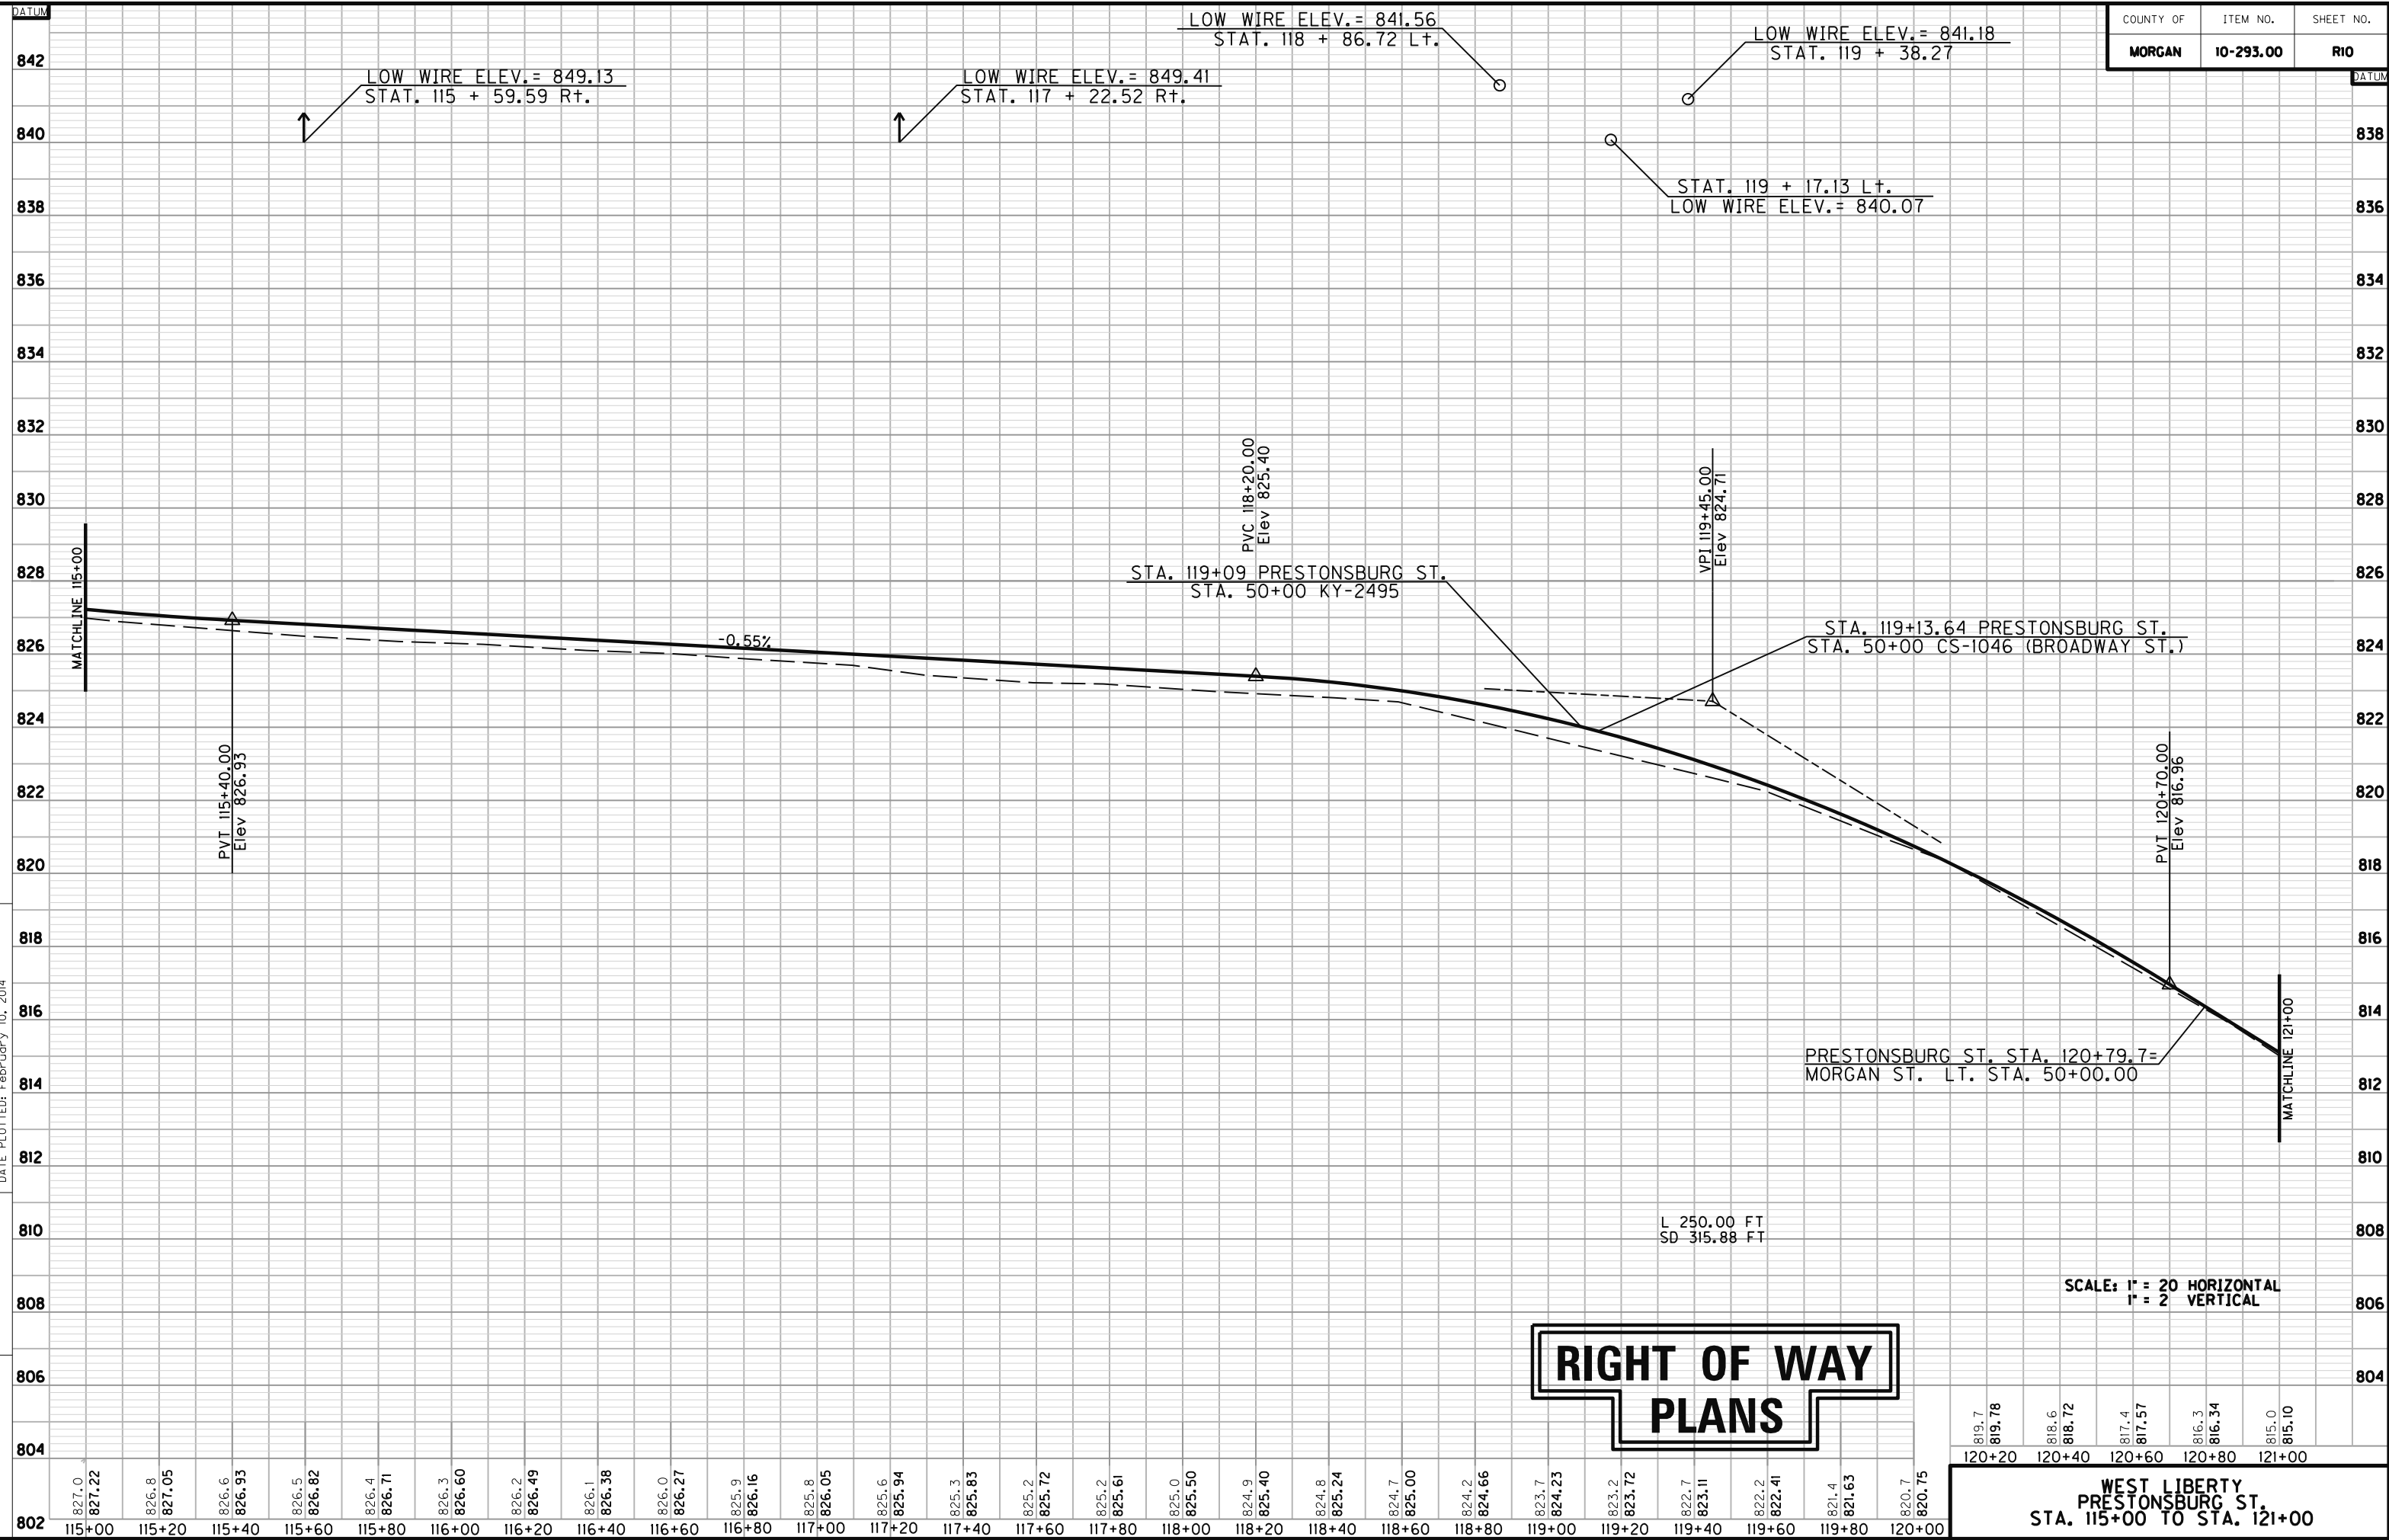 DATUM
COUNTY OF ITEM NO. SHEET NO.
MORGAN 10-293.00 R10
DATUM
LOW WIRE ELEV.= 849.13
STAT. 115 + 59.59 Rt.
LOW WIRE ELEV.= 849.41
STAT. 117 + 22.52 Rt.
LOW WIRE ELEV.= 841.56
STAT. 118 + 86.72 Lt.
LOW WIRE ELEV.= 841.18
STAT. 119 + 38.27
STAT. 119 + 17.13 Lt.
LOW WIRE ELEV.= 840.07
842
840
838
836
834
832
830
828
826
824
822
820
818
816
814
812
810
808
806
804
802
838
836
834
832
830
828
826
824
822
820
818
816
814
812
810
808
806
804
MATCHLINE 115+00
PVT 115+40.00
Elev 826.93
-0.55%
PVC 118+20.00
Elev 825.40
STA. 119+09 PRESTONSBURG ST.
STA. 50+00 KY-2495
VPI 119+45.00
Elev 824.71
STA. 119+13.64 PRESTONSBURG ST.
STA. 50+00 CS-1046 (BROADWAY ST.)
PVT 120+70.00
Elev 816.96
PRESTONSBURG ST. STA. 120+79.7=
MORGAN ST. LT. STA. 50+00.00
MATCHLINE 121+00
L 250.00 FT
SD 315.88 FT
SCALE: 1" = 20 HORIZONTAL
1" = 2 VERTICAL
RIGHT OF WAY
PLANS
DATE PLOTTED: February 10, 2014
827.0 826.8 826.6 826.5 826.4 826.3 826.2 826.1 826.0 825.9 825.8 825.6 825.3 825.2 825.2 825.0 824.9 824.8 824.7 824.2 823.7 823.2 822.7 822.2 821.4 820.7
827.22 827.05 826.93 826.82 826.71 826.60 826.49 826.38 826.27 826.16 826.05 825.94 825.83 825.72 825.61 825.50 825.40 825.24 825.00 824.66 824.23 823.72 823.11 822.41 821.63 820.75
115+00 115+20 115+40 115+60 115+80 116+00 116+20 116+40 116+60 116+80 117+00 117+20 117+40 117+60 117+80 118+00 118+20 118+40 118+60 118+80 119+00 119+20 119+40 119+60 119+80 120+00
819.7 818.6 817.4 816.3 815.0
819.78 818.72 817.57 816.34 815.10
120+20 120+40 120+60 120+80 121+00
WEST LIBERTY
PRESTONSBURG ST.
STA. 115+00 TO STA. 121+00